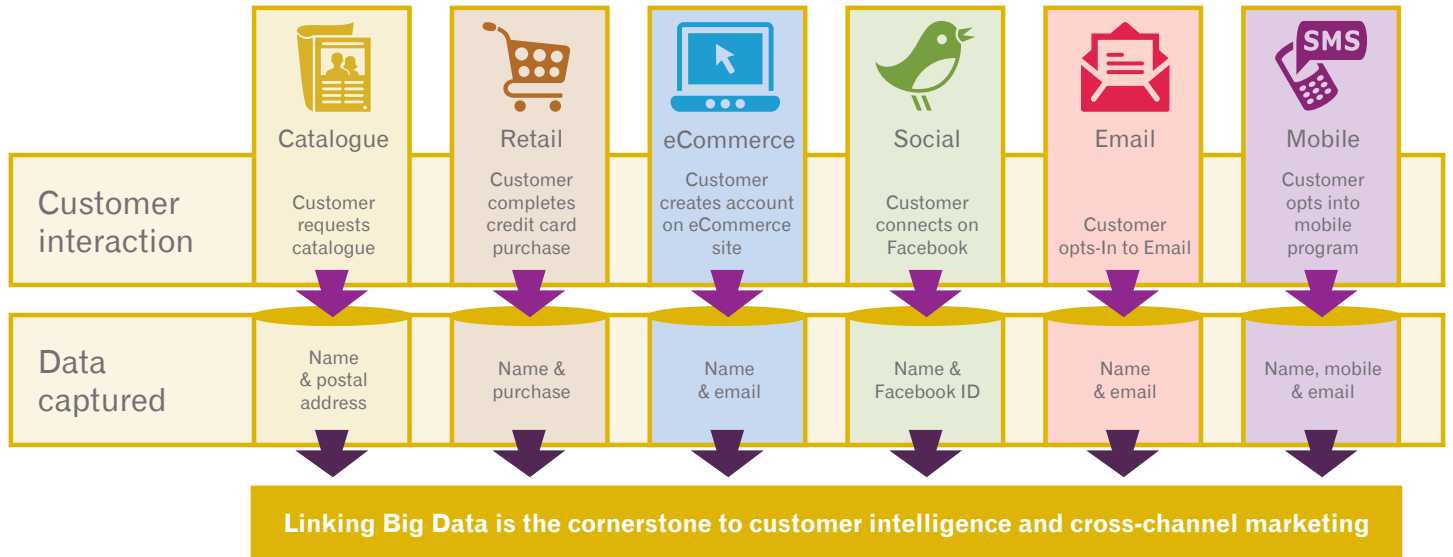 SMS
Catalogue
Retail
eCommerce
Social
Email
Mobile
Customer
interaction
Customer
requests
catalogue
Customer
completes
credit card
purchase
Customer
creates account
on eCommerce
site
Customer
connects on
Facebook
Customer
opts-In to Email
Customer
opts into
mobile
program
Data
captured
Name
& postal
address
Name &
purchase
Name
& email
Name &
Facebook ID
Name
& email
Name, mobile
& email
Linking Big Data is the cornerstone to customer intelligence and cross-channel marketing